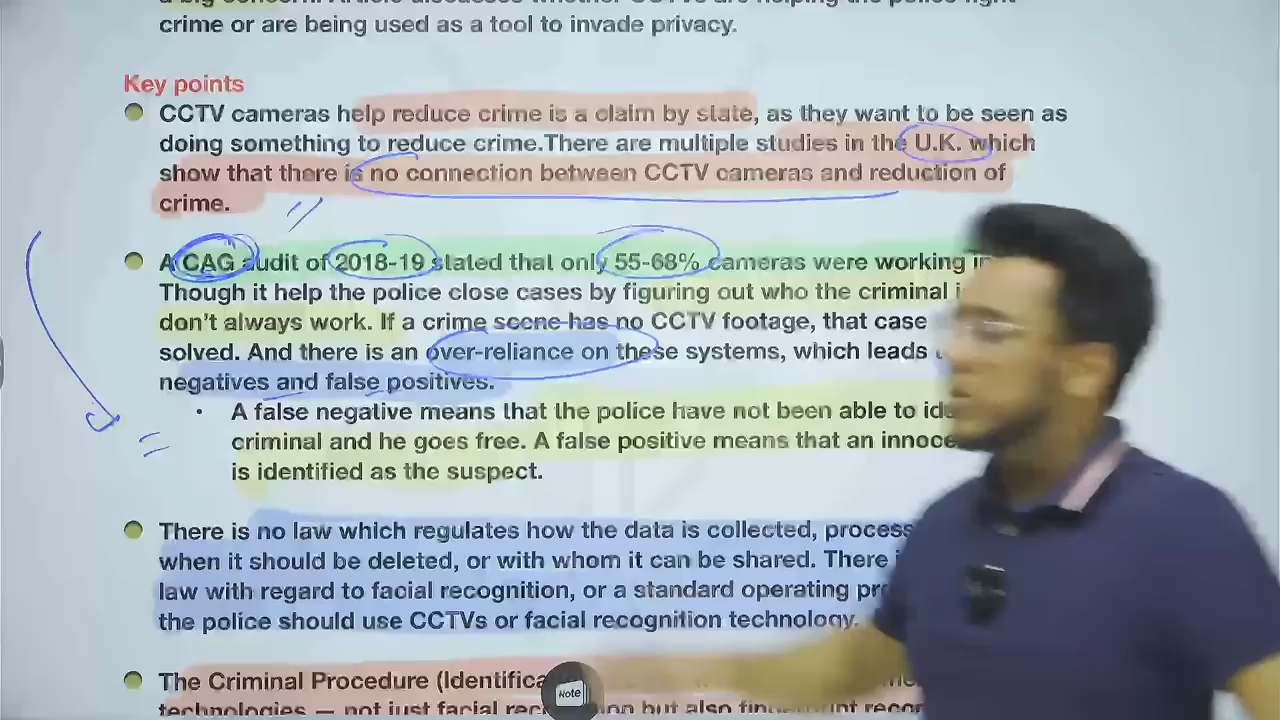 crime or are being used as a tool to invade privacy.
Key points
CCTV cameras help reduce crime is a claim by state, as they want to be seen as
doing something to reduce crime.There are multiple studies in the U.K. which
show that there is no connection between CCTV cameras and reduction of
crime.
A CAG audit of 2018-19 stated that only 55-68% cameras were working in
Though it help the police close cases by figuring out who the criminal
don't always work. If a crime scene has no CCTV footage, that case
solved. And there is an over-reliance on these systems, which leads
negatives and false positives.
A false negative means that the police have not been able to
criminal and he goes free. A false positive means that an
is identified as the suspect.
There is no law which regulates how the data is collected,
when it should be deleted, or with whom it can be shared. There
law with regard to facial recognition, or a standard operating
the police should use CCTVs or facial recognition technology.
The Criminal Procedure
technologies — not just facial but also
Note